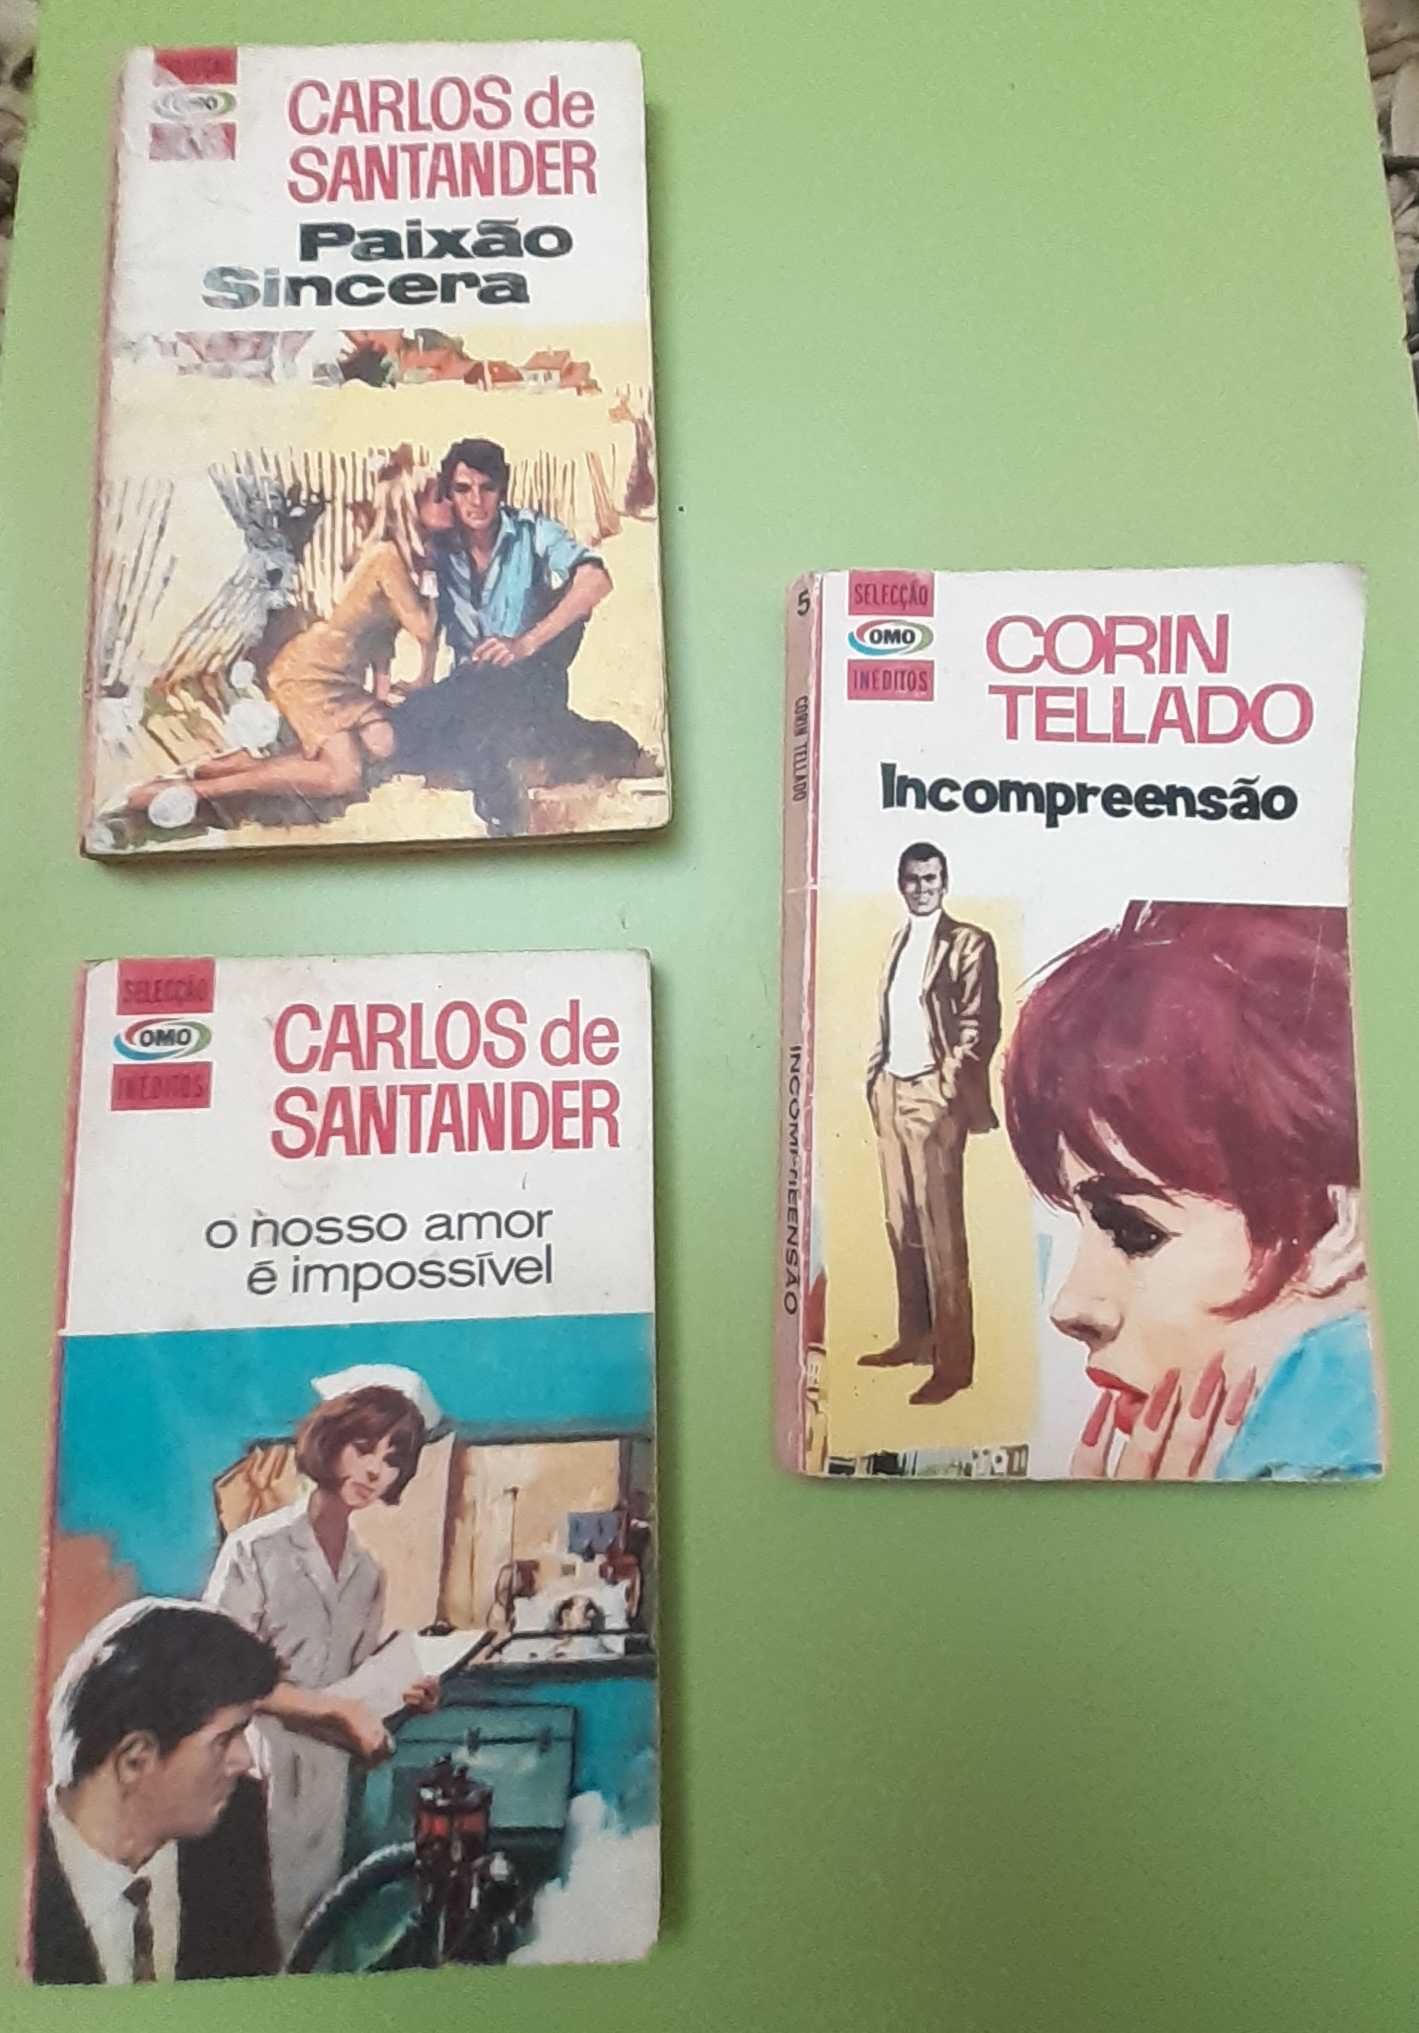 OMO
CARLOS de
SANTANDER
Paixão
Sincera
SELECÇÃO
OMO
INÉDITOS
CARLOS de
SANTANDER
o nosso amor
é impossível
5
CORIN TELLADO
INCOMPREENSÃO
SELECÇÃO
OMO
INÉDITOS
CORIN
TELLADO
Incompreensão